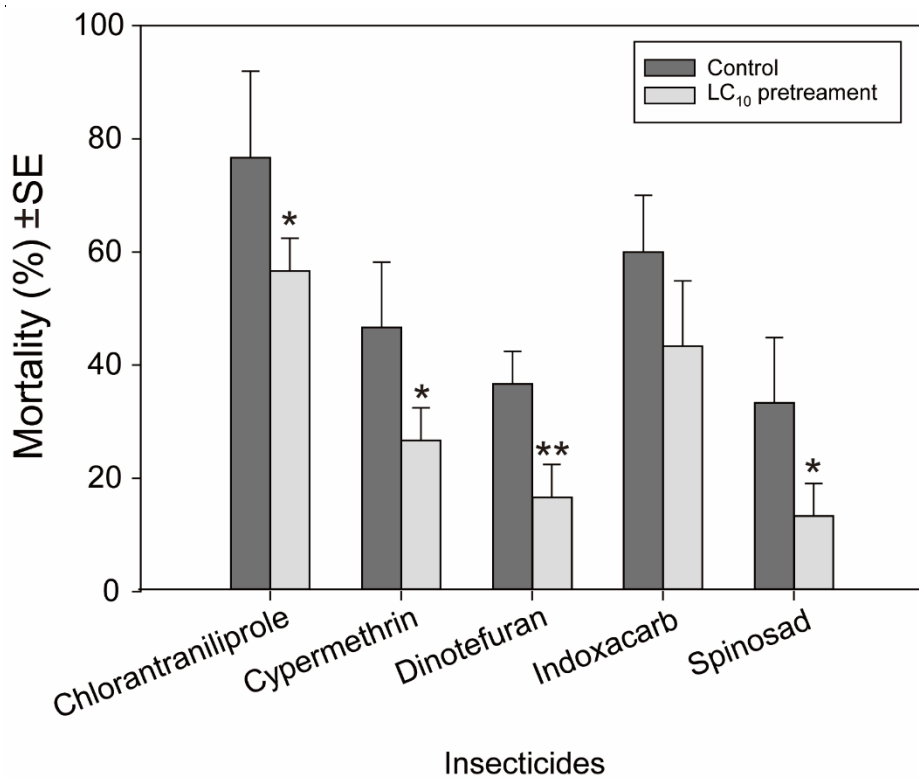 100
80
60
40
20
0
Mortality (%) ±SE
Control
LC₁₀ pretreament
*
*
**
*
Chlorantraniliprole
Cypermethrin
Dinotefuran
Indoxacarb
Spinosad
Insecticides